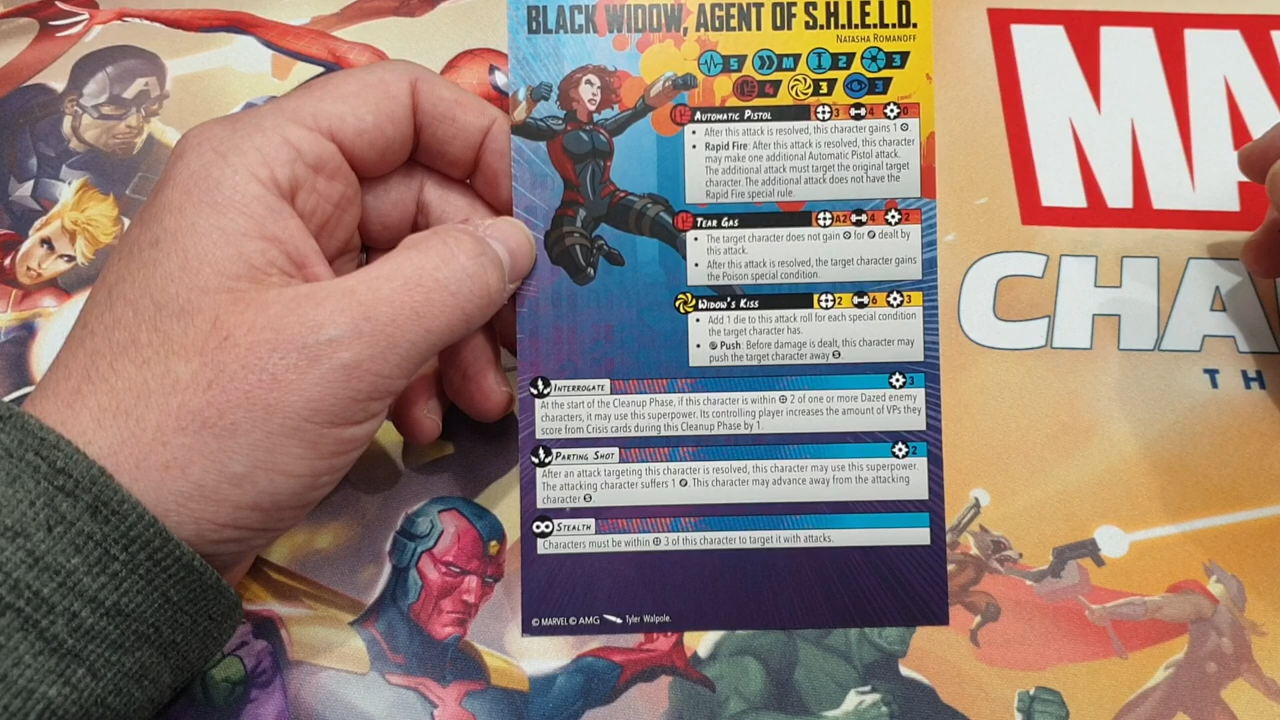 BLACK WIDOW, AGENT OF S.H.I.E.L.D.
NATASHA ROMANOFF
5 M 2 3
4 3 3
AUTOMATIC PISTOL 3 4 0
• After this attack is resolved, this character gains 1 .
• Rapid Fire: After this attack is resolved, this character
may make one additional Automatic Pistol attack.
The additional attack must target the original target
character. The additional attack does not have the
Rapid Fire special rule.
TEAR GAS A2 4 2
• The target character does not gain for dealt by
this attack.
• After this attack is resolved, the target character gains
the Poison special condition.
WIDOW'S KISS 2 6 3
• Add 1 die to this attack roll for each special condition
the target character has.
• Push: Before damage is dealt, this character may
push the target character away S.
INTERROGATE 3
At the start of the Cleanup Phase, if this character is within 2 of one or more Dazed enemy
characters, it may use this superpower. Its controlling player increases the amount of VPs they
score from Crisis cards during this Cleanup Phase by 1.
PARTING SHOT 2
After an attack targeting this character is resolved, this character may use this superpower.
The attacking character suffers 1 . This character may advance away from the attacking
character S.
STEALTH
Characters must be within 3 of this character to target it with attacks.
© MARVEL © AMG Tyler Walpole.
MA
CHA
TH